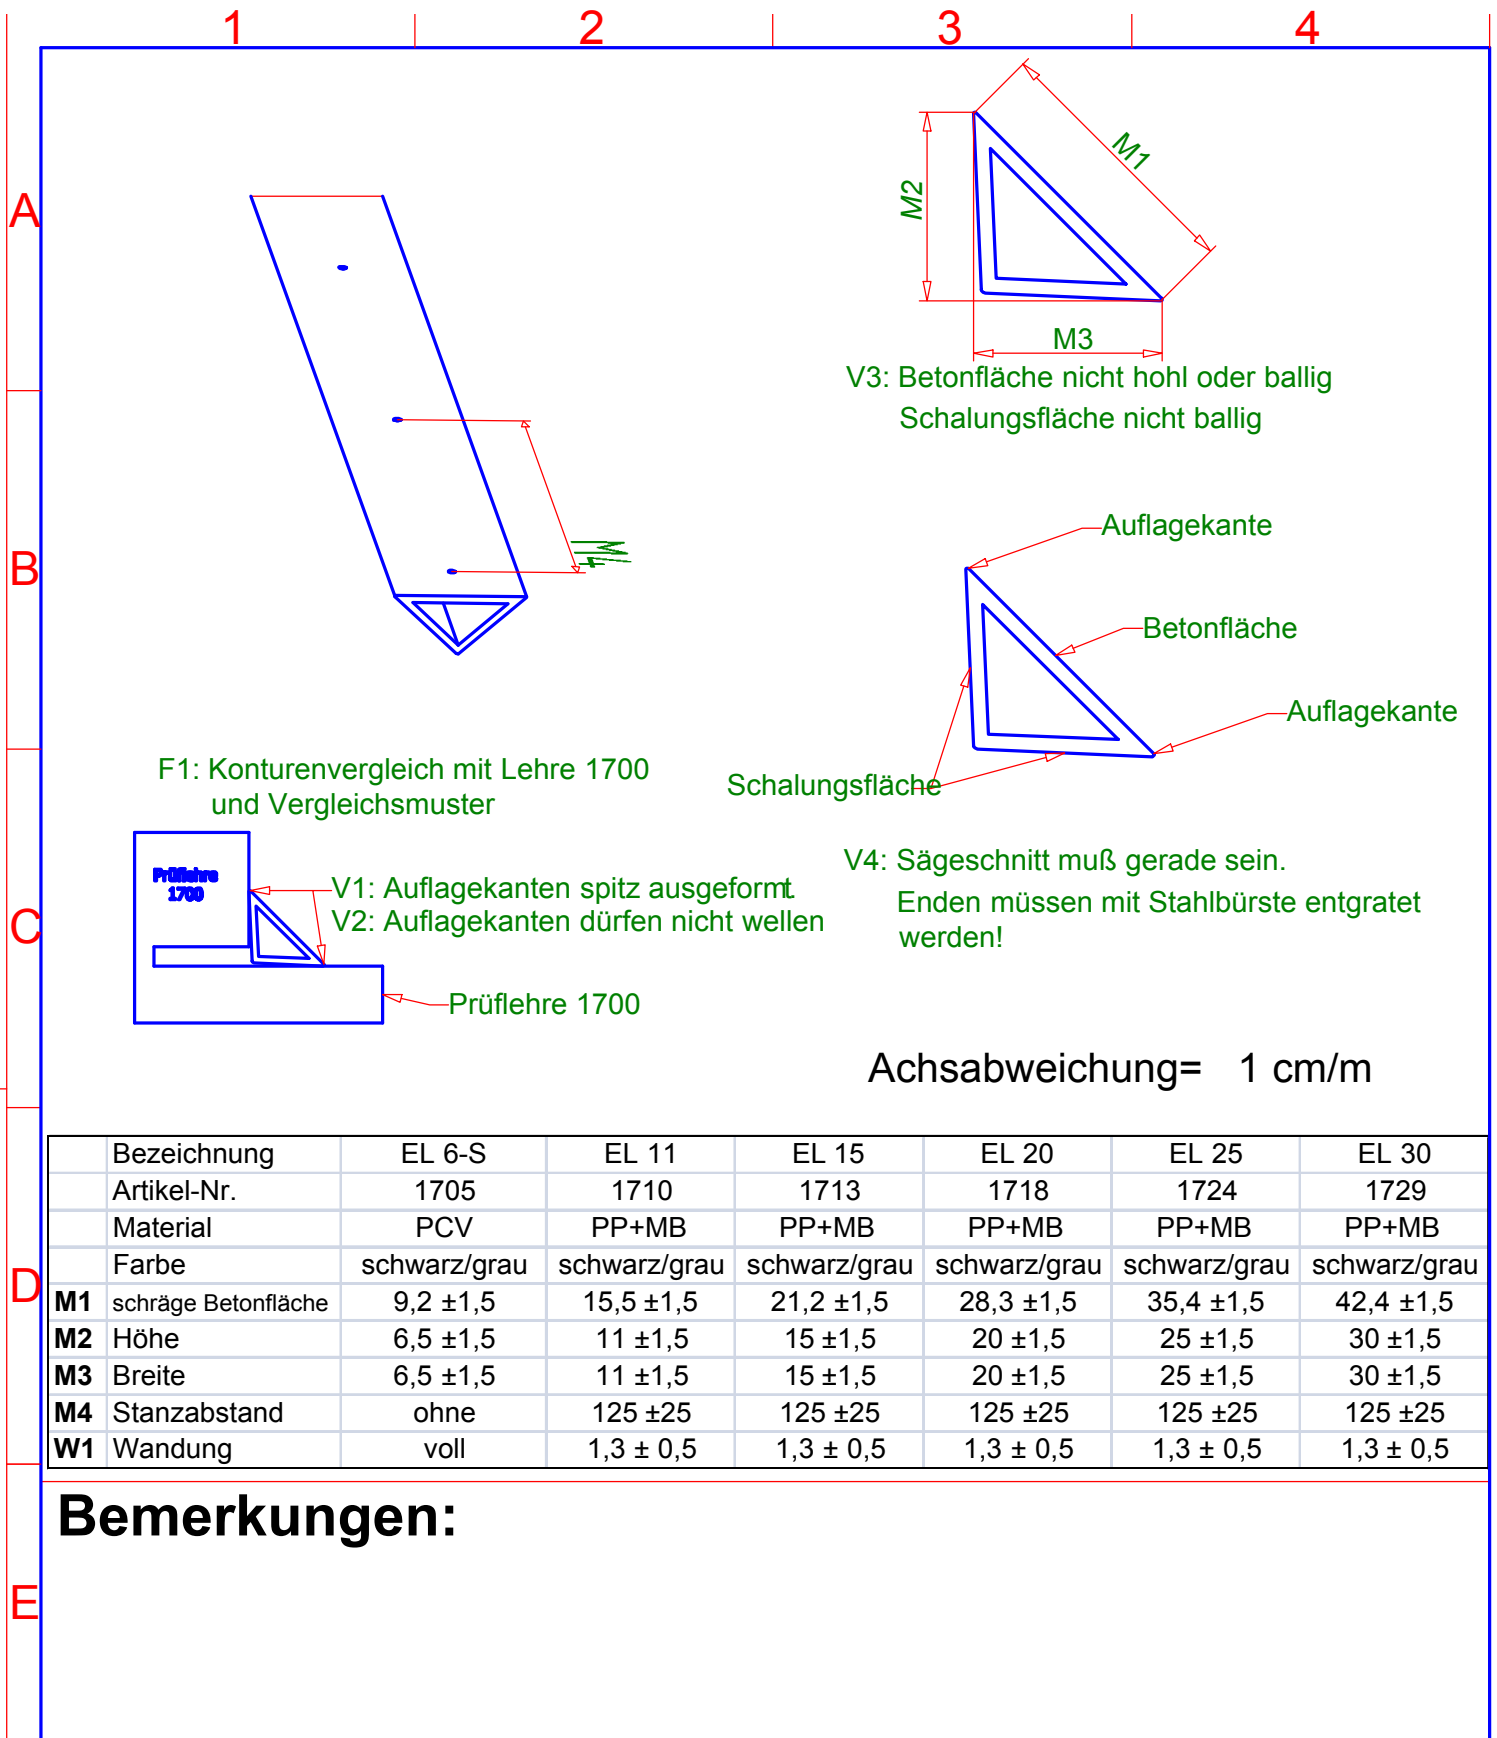 1 2 3 4
A
B
C
D
E
M1
M2
M3
V3: Betonfläche nicht hohl oder ballig
Schalungsfläche nicht ballig
M4
Auflagekante
Betonfläche
Auflagekante
Schalungsfläche
F1: Konturenvergleich mit Lehre 1700
und Vergleichsmuster
Prüflehre
1700
V1: Auflagekanten spitz ausgeformt.
V2: Auflagekanten dürfen nicht wellen
Prüflehre 1700
V4: Sägeschnitt muß gerade sein.
Enden müssen mit Stahlbürste entgratet
werden!
Achsabweichung= 1 cm/m
Bezeichnung EL 6-S EL 11 EL 15 EL 20 EL 25 EL 30
Artikel-Nr. 1705 1710 1713 1718 1724 1729
Material PCV PP+MB PP+MB PP+MB PP+MB PP+MB
Farbe schwarz/grau schwarz/grau schwarz/grau schwarz/grau schwarz/grau schwarz/grau
M1 schräge Betonfläche 9,2 ±1,5 15,5 ±1,5 21,2 ±1,5 28,3 ±1,5 35,4 ±1,5 42,4 ±1,5
M2 Höhe 6,5 ±1,5 11 ±1,5 15 ±1,5 20 ±1,5 25 ±1,5 30 ±1,5
M3 Breite 6,5 ±1,5 11 ±1,5 15 ±1,5 20 ±1,5 25 ±1,5 30 ±1,5
M4 Stanzabstand ohne 125 ±25 125 ±25 125 ±25 125 ±25 125 ±25
W1 Wandung voll 1,3 ± 0,5 1,3 ± 0,5 1,3 ± 0,5 1,3 ± 0,5 1,3 ± 0,5
Bemerkungen: